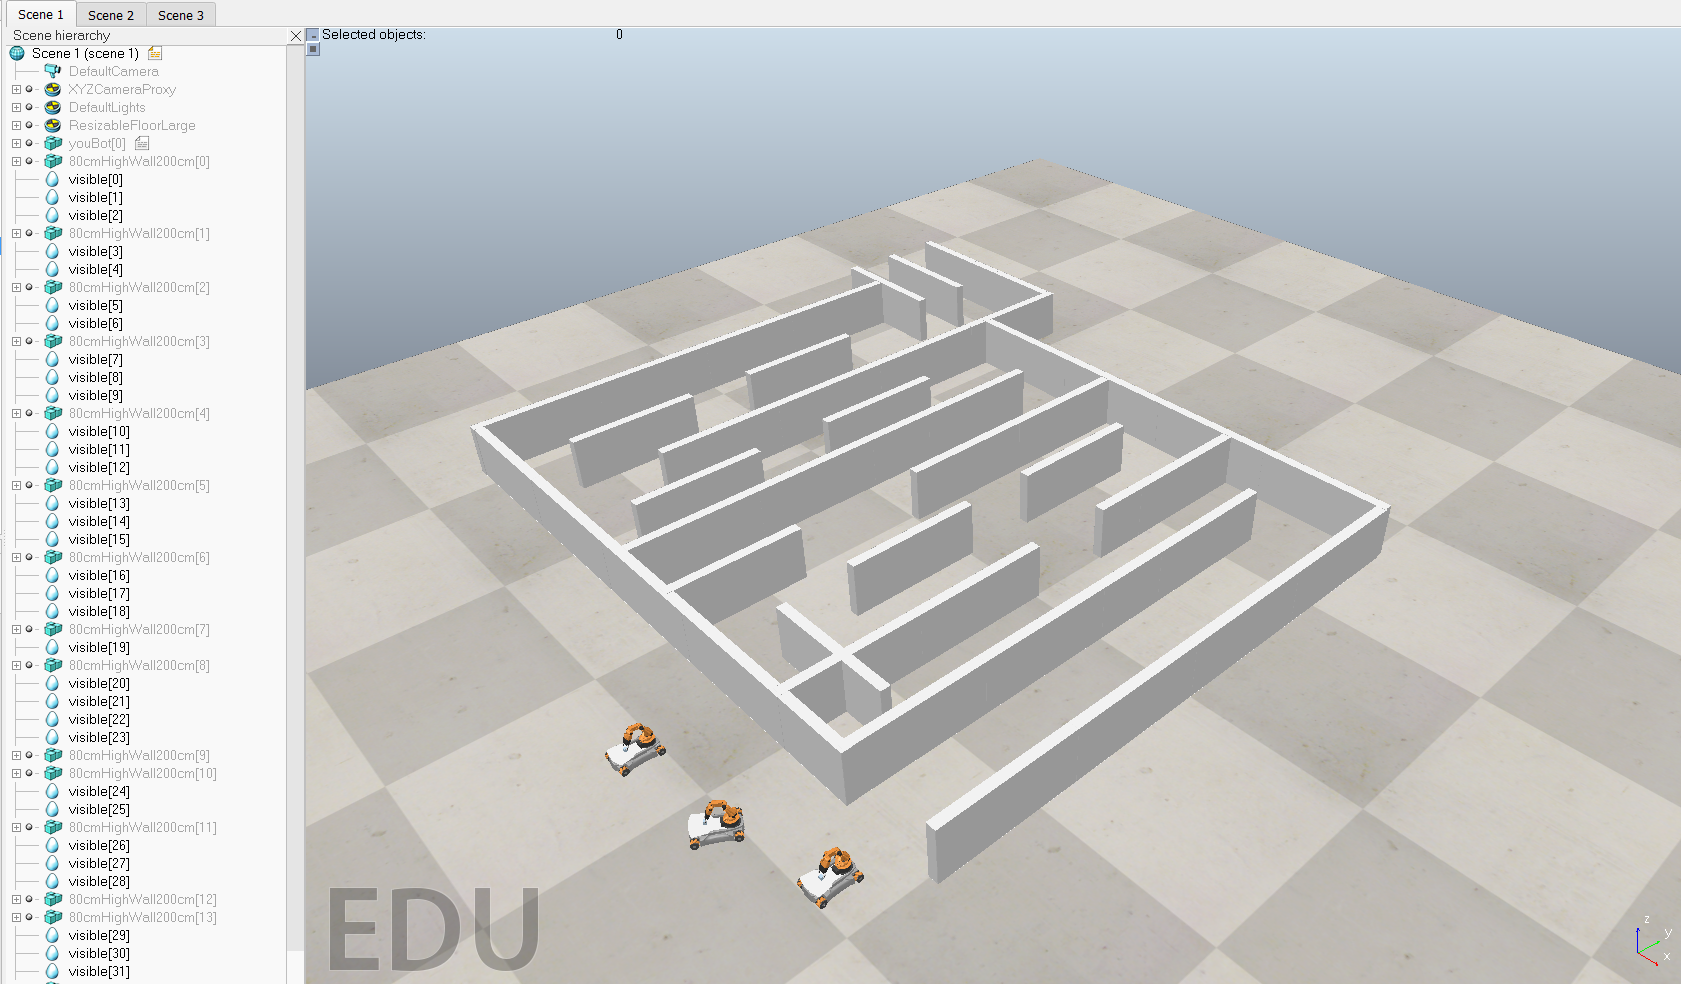 Scene 1 Scene 2 Scene 3
Scene hierarchy
Selected objects: 0
Scene 1 (scene 1)
DefaultCamera
XYZCameraProxy
DefaultLights
ResizableFloorLarge
youBot[0]
80cmHighWall200cm[0]
visible[0]
visible[1]
visible[2]
80cmHighWall200cm[1]
visible[3]
visible[4]
80cmHighWall200cm[2]
visible[5]
visible[6]
80cmHighWall200cm[3]
visible[7]
visible[8]
visible[9]
80cmHighWall200cm[4]
visible[10]
visible[11]
visible[12]
80cmHighWall200cm[5]
visible[13]
visible[14]
visible[15]
80cmHighWall200cm[6]
visible[16]
visible[17]
visible[18]
80cmHighWall200cm[7]
visible[19]
80cmHighWall200cm[8]
visible[20]
visible[21]
visible[22]
visible[23]
80cmHighWall200cm[9]
80cmHighWall200cm[10]
visible[24]
visible[25]
80cmHighWall200cm[11]
visible[26]
visible[27]
visible[28]
80cmHighWall200cm[12]
80cmHighWall200cm[13]
visible[29]
visible[30]
visible[31]
EDU
z
y
x